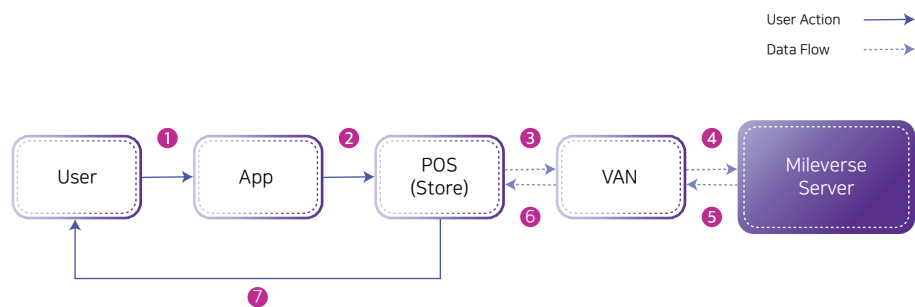 User Action
Data Flow
1
2
3
4
User
App
POS
(Store)
VAN
Mileverse
Server
6
5
7